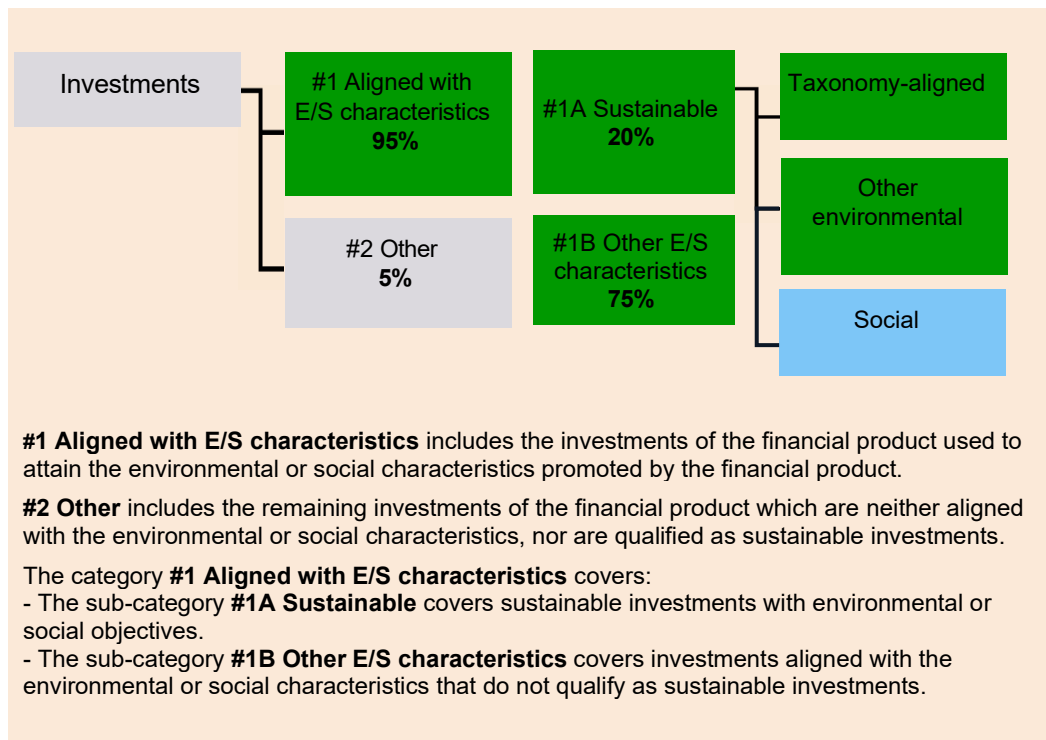 Investments
#1 Aligned with
E/S characteristics
95%
#2 Other
5%
#1A Sustainable
20%
#1B Other E/S
characteristics
75%
Taxonomy-aligned
Other
environmental
Social
#1 Aligned with E/S characteristics includes the investments of the financial product used to
attain the environmental or social characteristics promoted by the financial product.
#2 Other includes the remaining investments of the financial product which are neither aligned
with the environmental or social characteristics, nor are qualified as sustainable investments.
The category #1 Aligned with E/S characteristics covers:
- The sub-category #1A Sustainable covers sustainable investments with environmental or
social objectives.
- The sub-category #1B Other E/S characteristics covers investments aligned with the
environmental or social characteristics that do not qualify as sustainable investments.